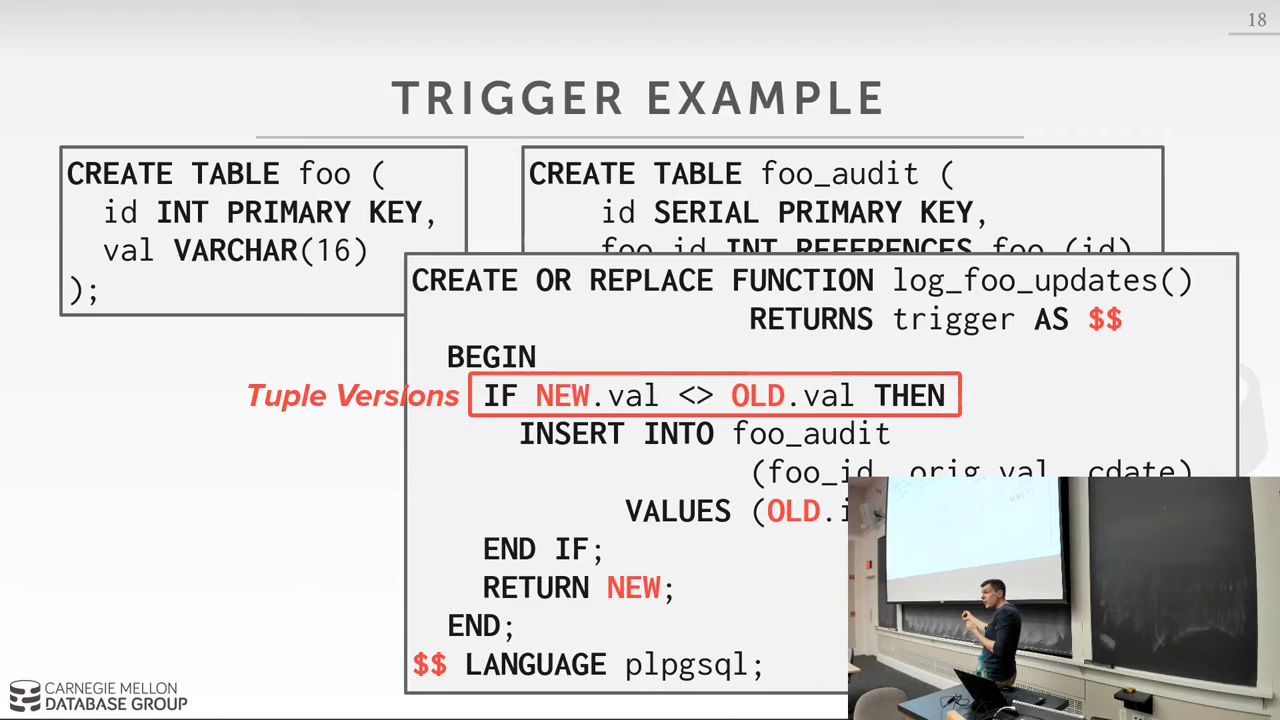 18
TRIGGER EXAMPLE
CREATE TABLE foo (
id INT PRIMARY KEY,
val VARCHAR(16)
);
CREATE TABLE foo_audit (
id SERIAL PRIMARY KEY,
foo_id INT REFERENCES foo (id)
CREATE OR REPLACE FUNCTION log_foo_updates()
RETURNS trigger AS $$
BEGIN
Tuple Versions
IF NEW.val <> OLD.val THEN
INSERT INTO foo_audit
(foo_id, orig_val, cdate)
VALUES (OLD.i
END IF;
RETURN NEW;
END;
$$ LANGUAGE plpgsql;
CARNEGIE MELLON
DATABASE GROUP